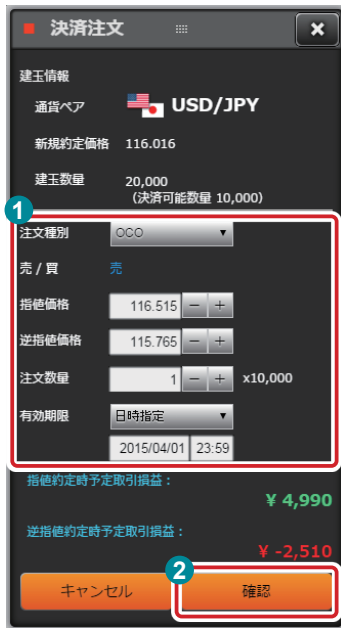 決済注文
建玉情報
通貨ペア USD/JPY
新規約定価格 116.016
建玉数量 20,000
（決済可能数量 10,000）
1
注文種別 OCO
売 / 買 売
指値価格 116.515 － ＋
逆指値価格 115.765 － ＋
注文数量 1 － ＋ x10,000
有効期限 日時指定
2015/04/01 23:59
指値約定時予定取引損益：
¥ 4,990
逆指値約定時予定取引損益：
¥ -2,510
2
キャンセル 確認